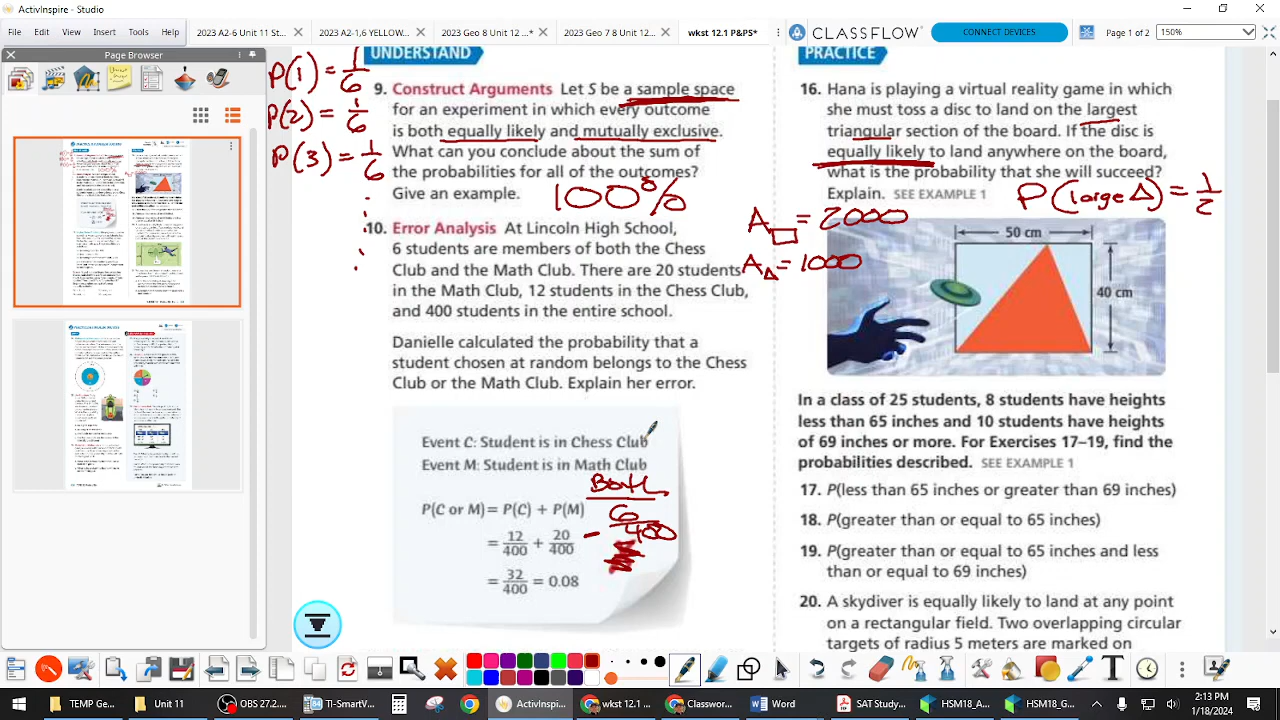 ActivInspire - Studio
File Edit View Insert Tools Help
2023 A2-6 Unit 11 St...
2023 A2-1,6 YELLOW...
2023 Geo 8 Unit 12 ...*
2023 Geo 7 8 Unit 12...
wkst 12.1 P&PS*
CLASSFLOW
CONNECT DEVICES
Page 1 of 2
150%
Page Browser
P(1) = 1/6
P(2) = 1/6
P(3) = 1/6
UNDERSTAND
9. Construct Arguments Let S be a sample space
for an experiment in which every outcome
is both equally likely and mutually exclusive.
What can you conclude about the sum of
the probabilities for all of the outcomes?
Give an example.
100%
10. Error Analysis At Lincoln High School,
6 students are members of both the Chess
Club and the Math Club. There are 20 students
in the Math Club, 12 students in the Chess Club,
and 400 students in the entire school.
Danielle calculated the probability that a
student chosen at random belongs to the Chess
Club or the Math Club. Explain her error.
Event C: Student is in Chess Club
Event M: Student is in Math Club
Both
P(C or M) = P(C) + P(M)
= 12/400 + 20/400 - 6/400
= 32/400 = 0.08
PRACTICE
16. Hana is playing a virtual reality game in which
she must toss a disc to land on the largest
triangular section of the board. If the disc is
equally likely to land anywhere on the board,
what is the probability that she will succeed?
Explain. SEE EXAMPLE 1
P(large Δ) = 1/2
A□ = 2000
A△ = 1000
50 cm
40 cm
In a class of 25 students, 8 students have heights
less than 65 inches and 10 students have heights
of 69 inches or more. For Exercises 17–19, find the
probabilities described. SEE EXAMPLE 1
17. P(less than 65 inches or greater than 69 inches)
18. P(greater than or equal to 65 inches)
19. P(greater than or equal to 65 inches and less
than or equal to 69 inches)
20. A skydiver is equally likely to land at any point
on a rectangular field. Two overlapping circular
targets of radius 5 meters are marked on
TEMP C...
Unit 11
OBS 27.2...
TI-SmartV...
ActivInspi...
wkst 12.1 ...
Classwor...
SAT Stud...
HSM18_A...
HSM18_G...
2:13 PM
1/18/2024